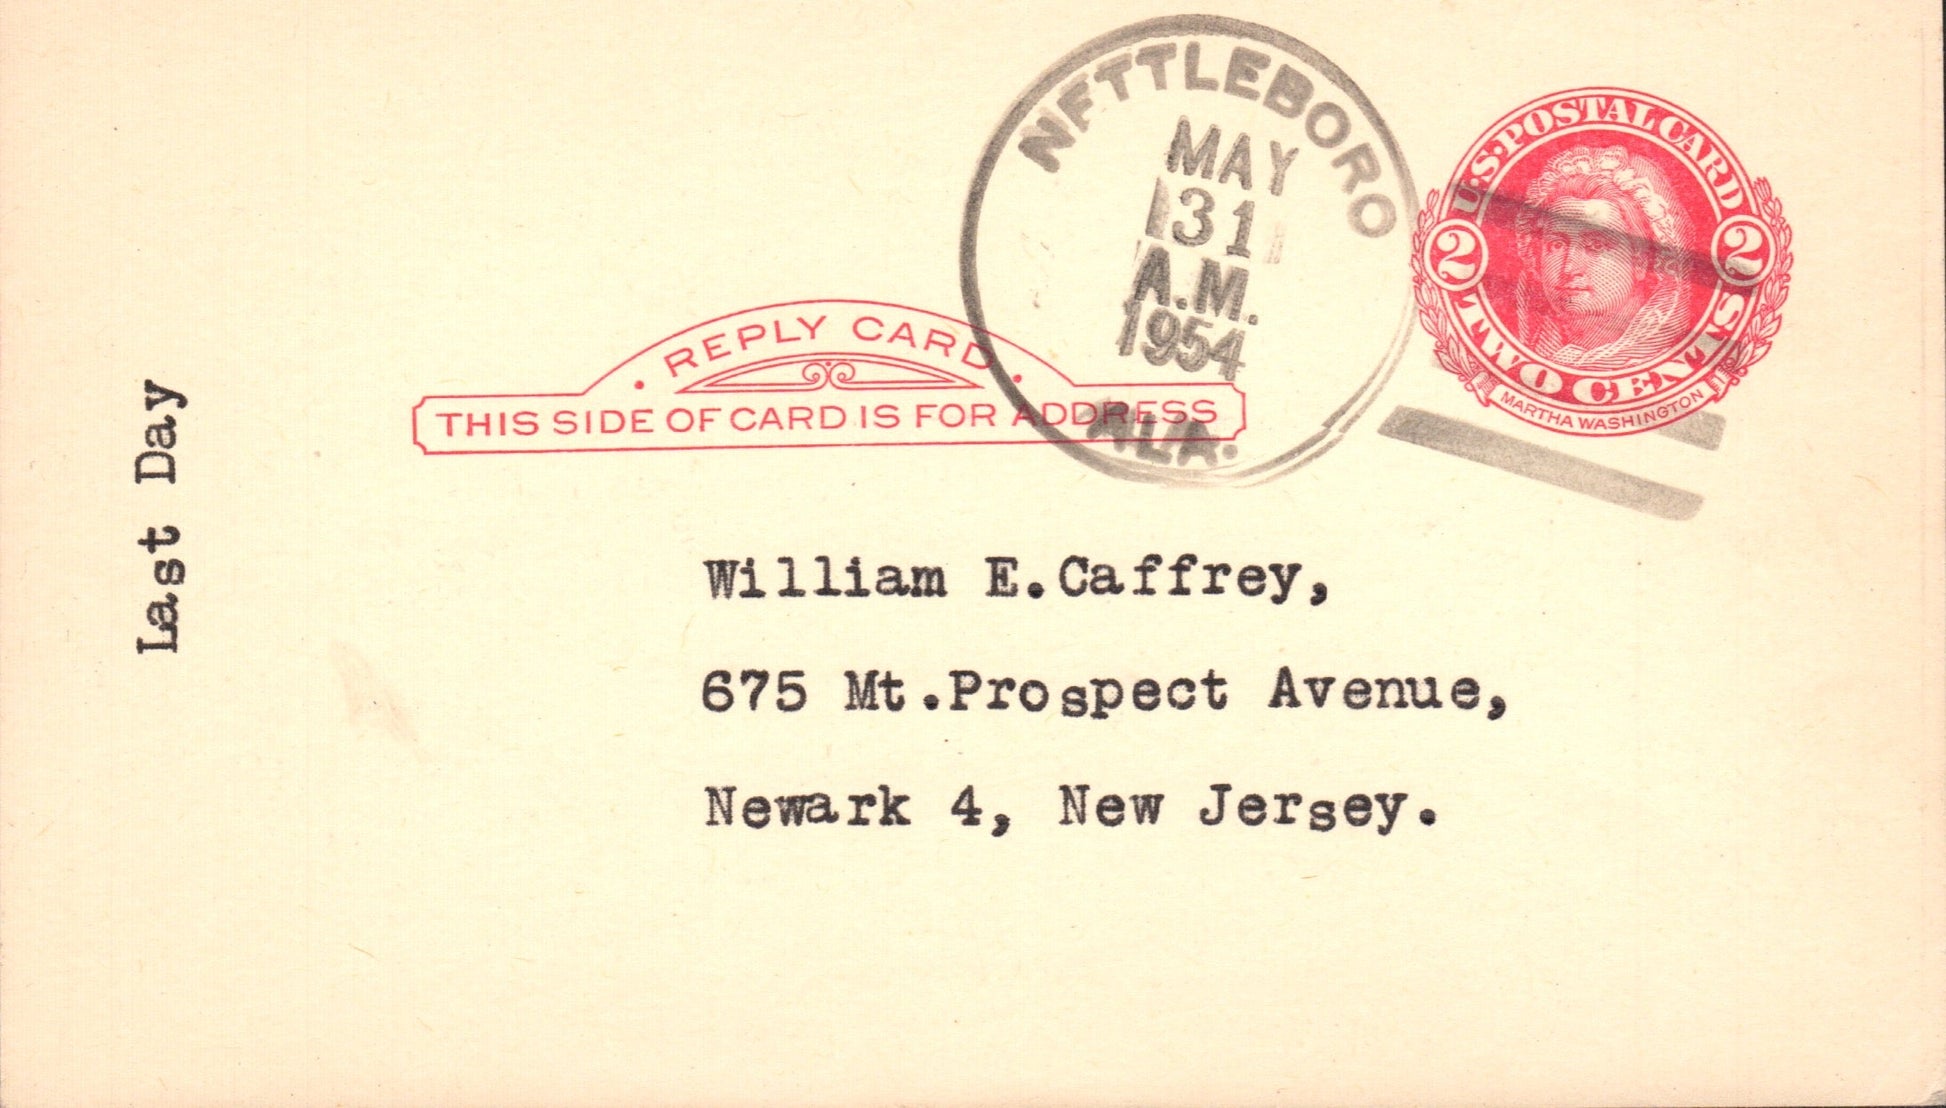 NETTLEBORO
MAY
31
A.M.
1954
ALA.
U.S. POSTAL CARD
2 2
TWO CENTS
MARTHA WASHINGTON
REPLY CARD
THIS SIDE OF CARD IS FOR ADDRESS
Last Day
William E.Caffrey,
675 Mt.Prospect Avenue,
Newark 4, New Jersey.